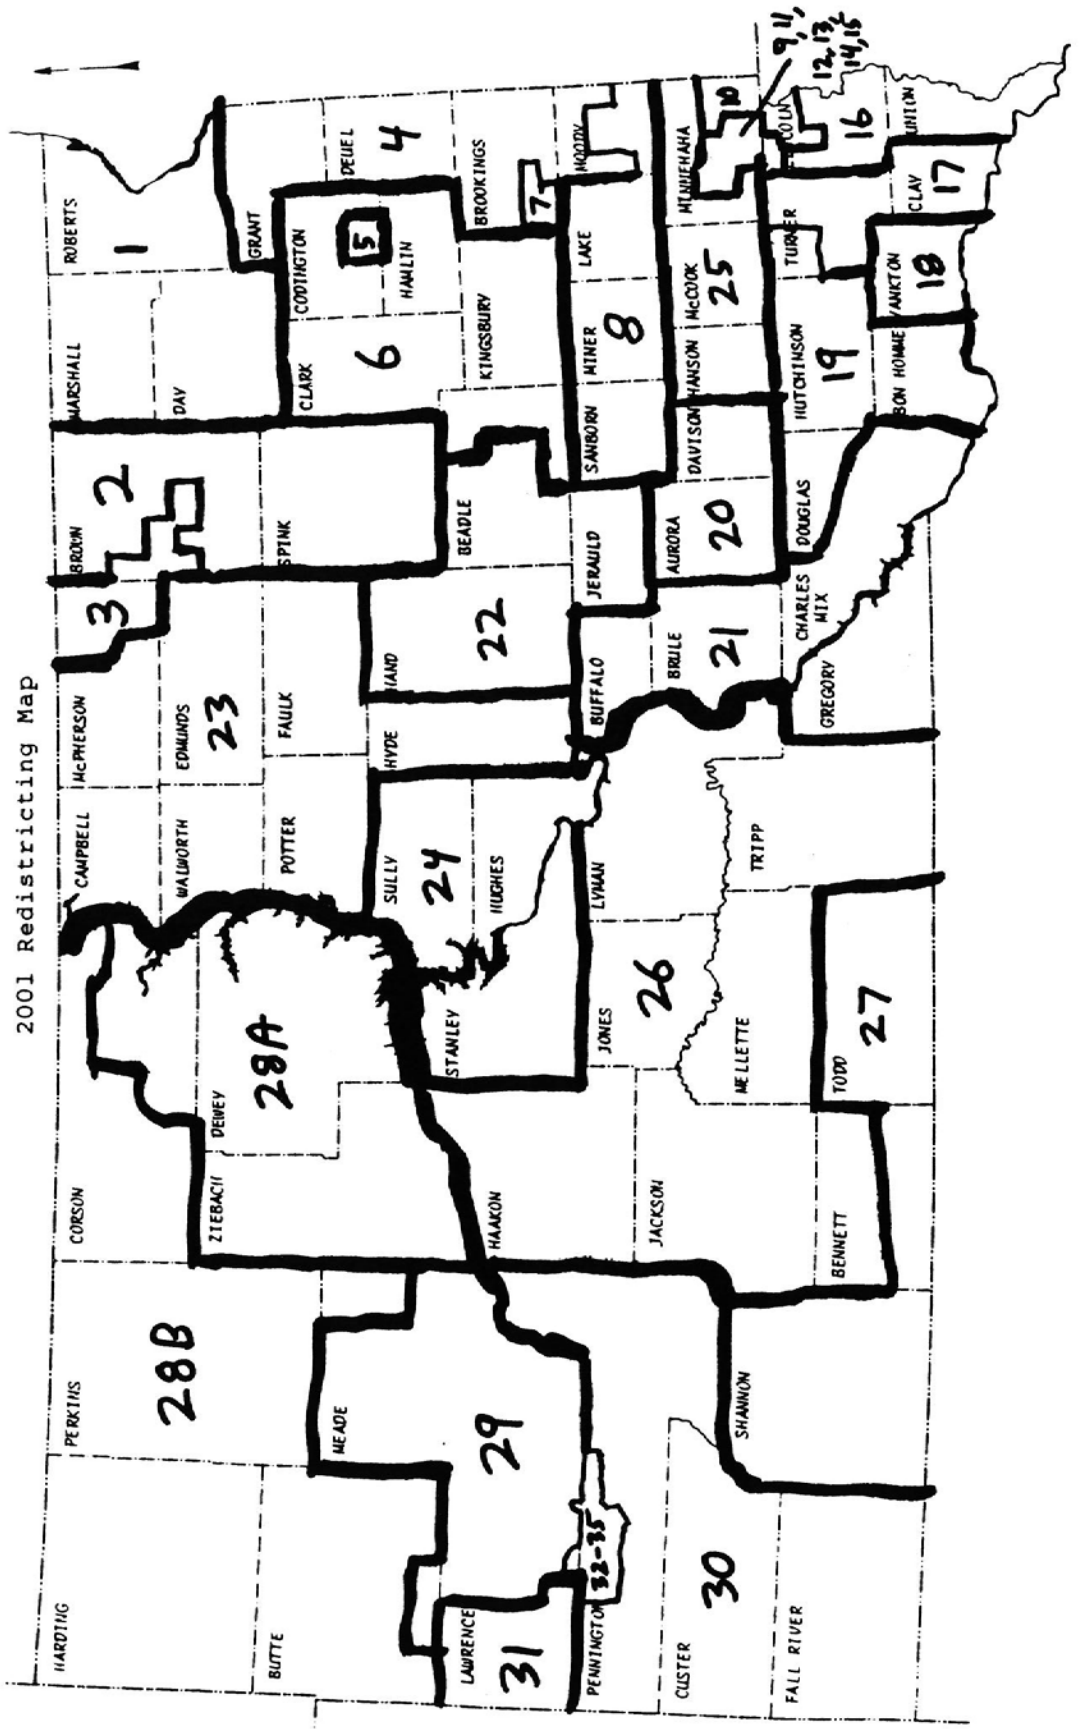 2001 Redistricting Map
HARDING
PERKINS
CORSON
CAMPBELL
McPHERSON
BROWN
MARSHALL
ROBERTS
3
2
1
DAY
WALWORTH
EDMUNDS
23
28B
ZIEBACH
DEWEY
28A
POTTER
FAULK
SPINK
CLARK
CODINGTON
GRANT
BUTTE
MEADE
DEUEL
4
5
6
HAMLIN
SULLY
HYDE
HAND
24
22
BEADLE
KINGSBURY
BROOKINGS
LAWRENCE
29
HAAKON
STANLEY
HUGHES
31
7
PENNINGTON
32-35
JONES
LYMAN
BUFFALO
JERAULD
SANBORN
MINER
LAKE
MOODY
8
JACKSON
26
BRULE
AURORA
DAVISON
HANSON
McCOOK
MINNEHAHA
10
9,11,
12,13,
14,15
CUSTER
30
SHANNON
MELLETTE
TRIPP
21
20
25
FALL RIVER
BENNETT
TODD
27
GREGORY
CHARLES
MIX
DOUGLAS
HUTCHINSON
TURNER
COLN
16
19
BON HOMME
YANKTON
18
CLAY
17
UNION